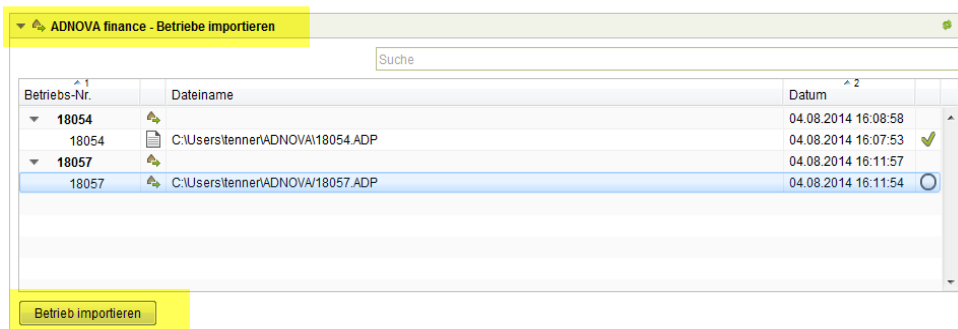 ADNOVA finance - Betriebe importieren
Suche
1 2
Betriebs-Nr. Dateiname Datum
18054 04.08.2014 16:08:58
18054 C:\Users\tenner\ADNOVA\18054.ADP 04.08.2014 16:07:53
18057 04.08.2014 16:11:57
18057 C:\Users\tenner\ADNOVA/18057.ADP 04.08.2014 16:11:54
Betrieb importieren